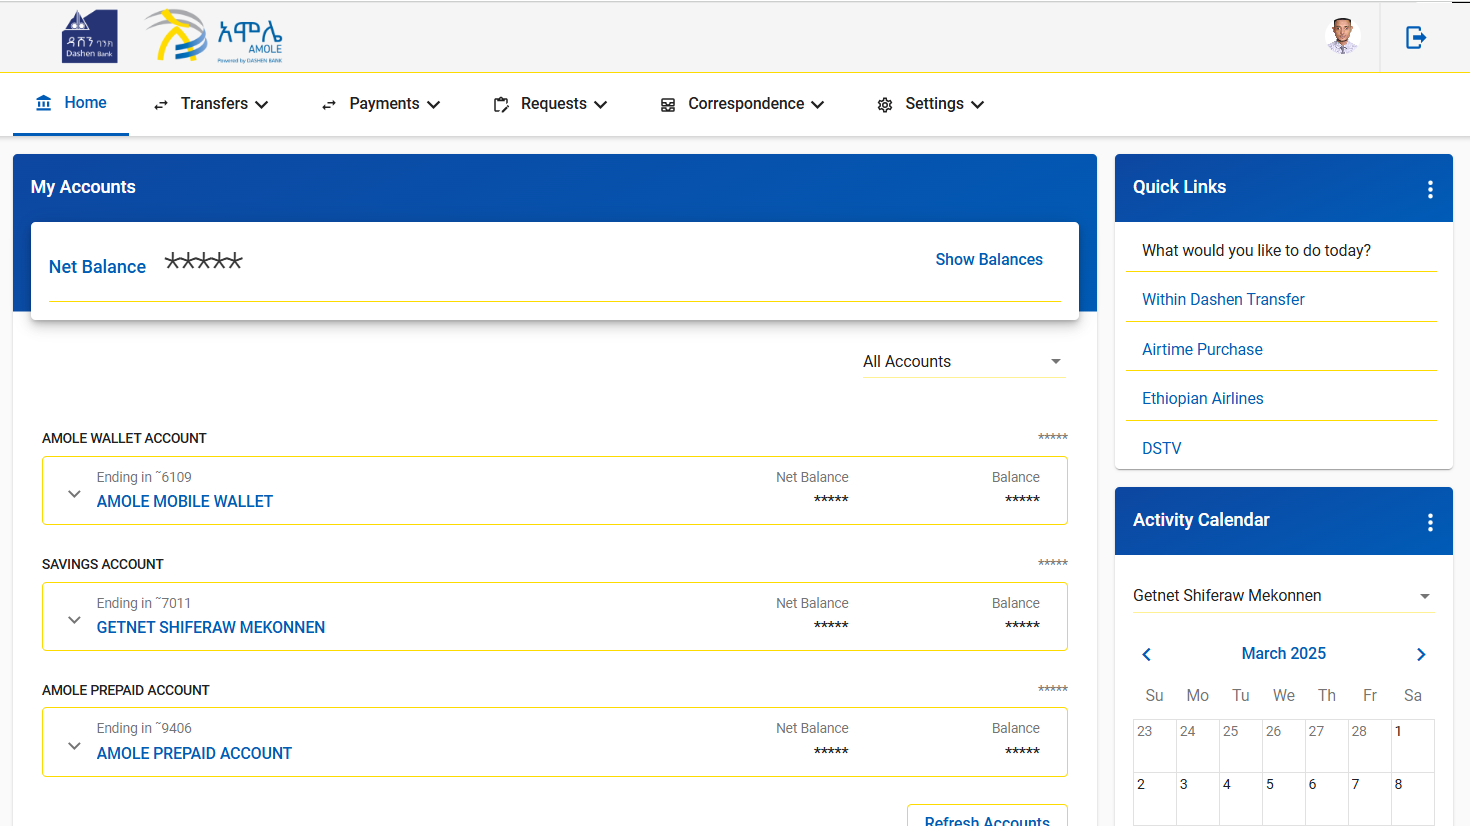 ዳሸን ባንክ
Dashen Bank
አሞሌ
AMOLE
Powered by DASHEN BANK
Home
Transfers
Payments
Requests
Correspondence
Settings
My Accounts
Net Balance *****
Show Balances
All Accounts
AMOLE WALLET ACCOUNT *****
Ending in ~6109 Net Balance Balance
AMOLE MOBILE WALLET ***** *****
SAVINGS ACCOUNT *****
Ending in ~7011 Net Balance Balance
GETNET SHIFERAW MEKONNEN ***** *****
AMOLE PREPAID ACCOUNT *****
Ending in ~9406 Net Balance Balance
AMOLE PREPAID ACCOUNT ***** *****
Refresh Accounts
Quick Links
What would you like to do today?
Within Dashen Transfer
Airtime Purchase
Ethiopian Airlines
DSTV
Activity Calendar
Getnet Shiferaw Mekonnen
March 2025
Su Mo Tu We Th Fr Sa
23 24 25 26 27 28 1
2 3 4 5 6 7 8